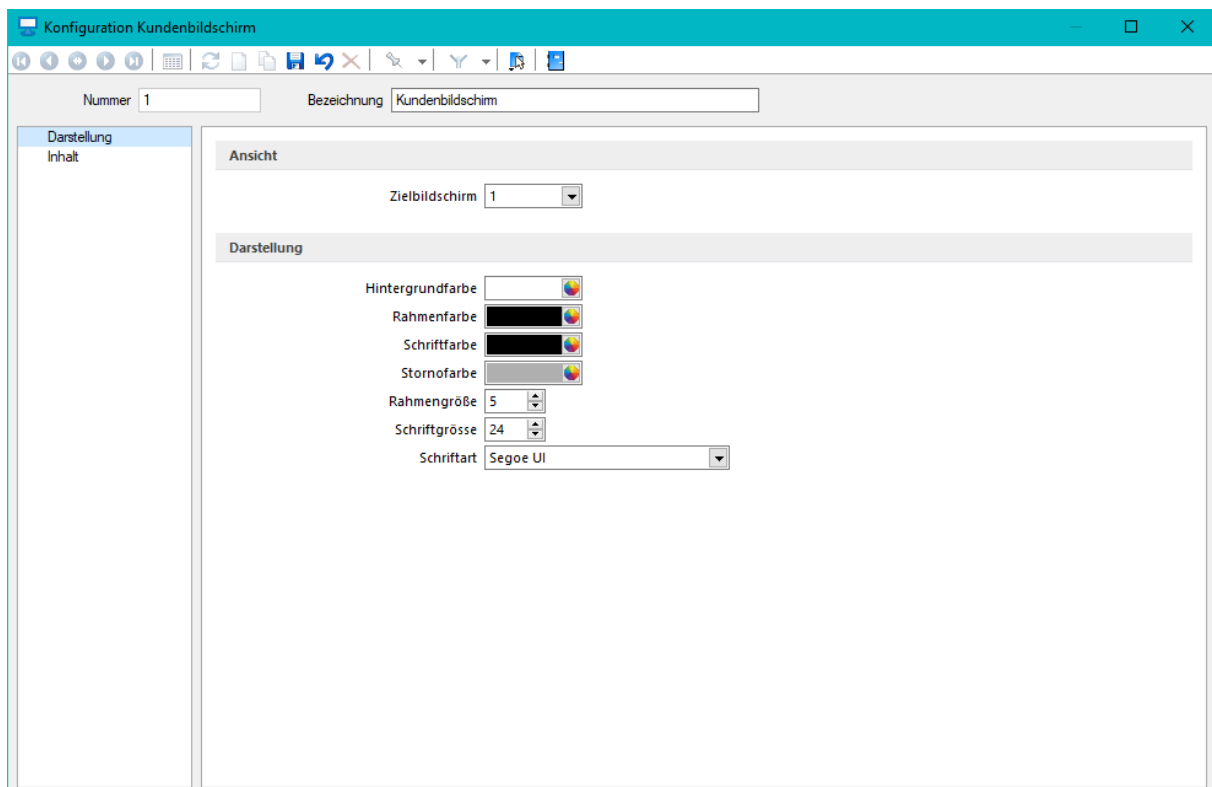 Konfiguration Kundenbildschirm
Nummer 1 Bezeichnung Kundenbildschirm
Darstellung
Inhalt
Ansicht
Zielbildschirm 1
Darstellung
Hintergrundfarbe
Rahmenfarbe
Schriftfarbe
Stornofarbe
Rahmengröße 5
Schriftgrösse 24
Schriftart Segoe UI